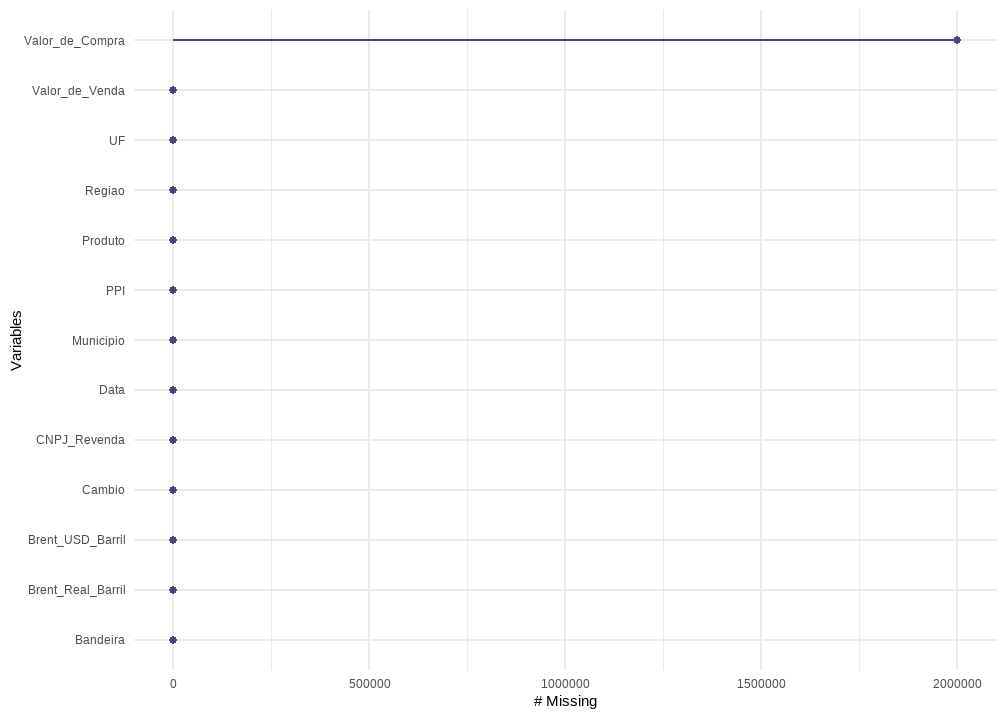 Valor_de_Compra
Valor_de_Venda
UF
Regiao
Produto
PPI
Municipio
Data
CNPJ_Revenda
Cambio
Brent_USD_Barril
Brent_Real_Barril
Bandeira
Variables
0 500000 1000000 1500000 2000000
# Missing